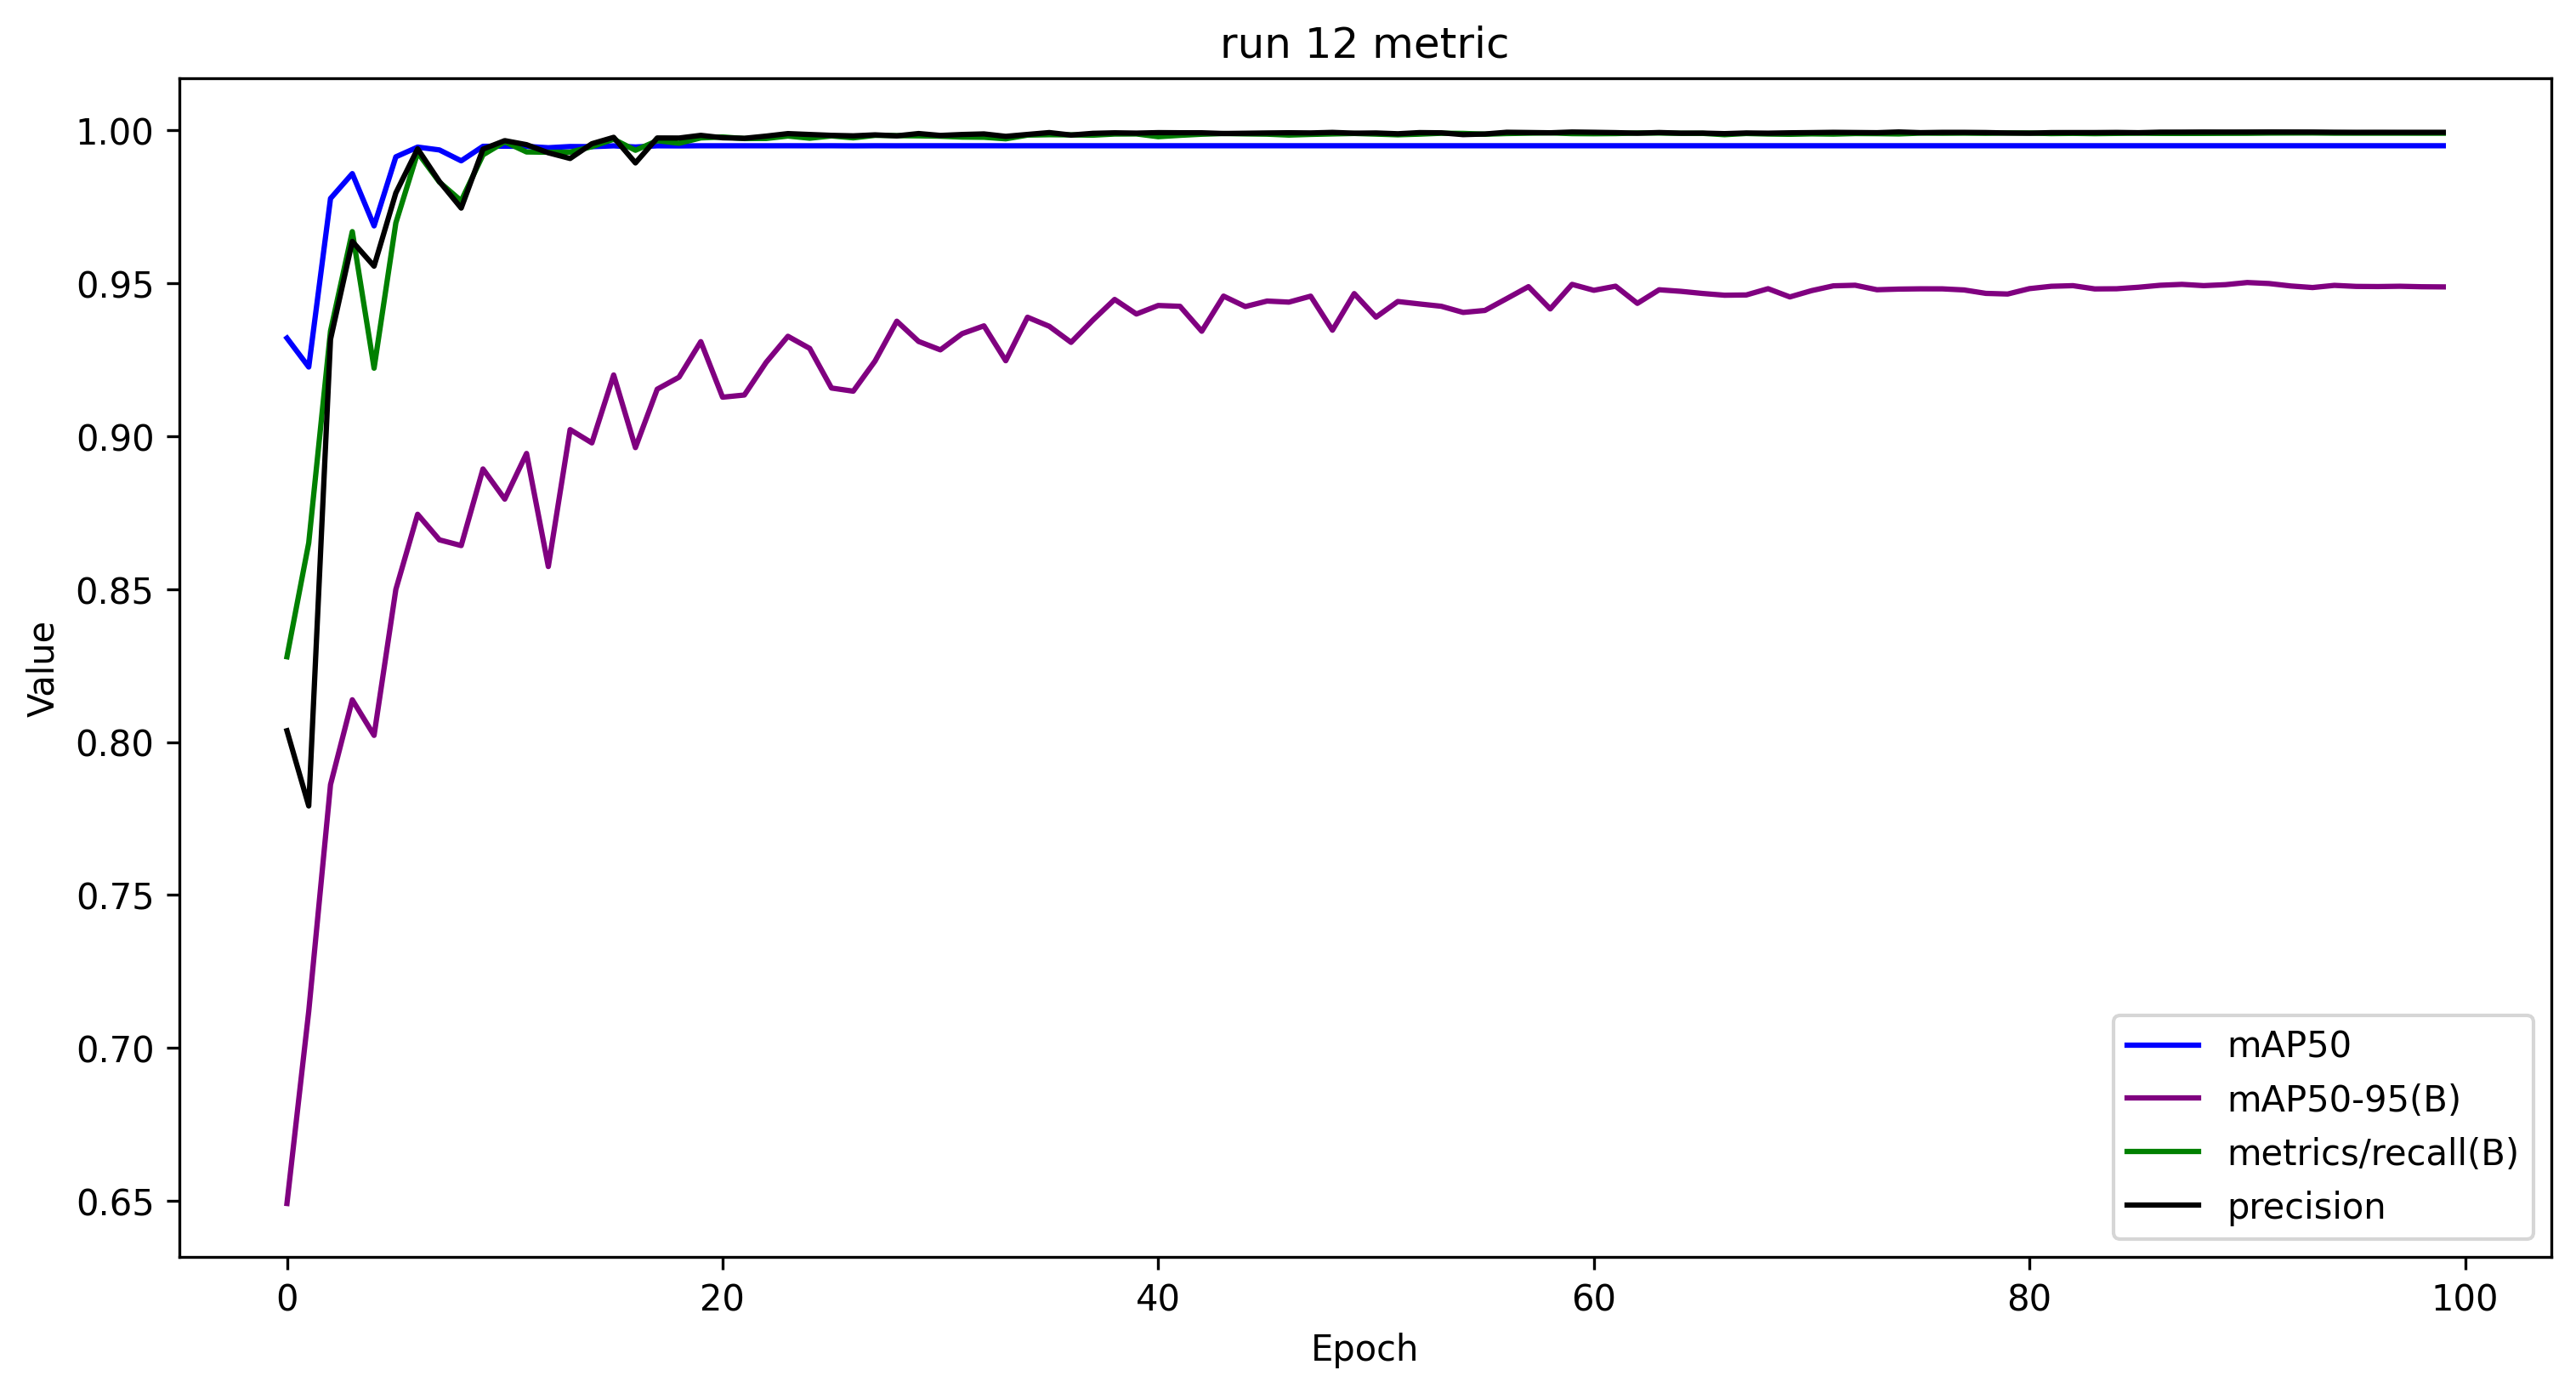 run 12 metric
1.00
0.95
0.90
0.85
0.80
0.75
0.70
0.65
Value
0 20 40 60 80 100
Epoch
mAP50
mAP50-95(B)
metrics/recall(B)
precision